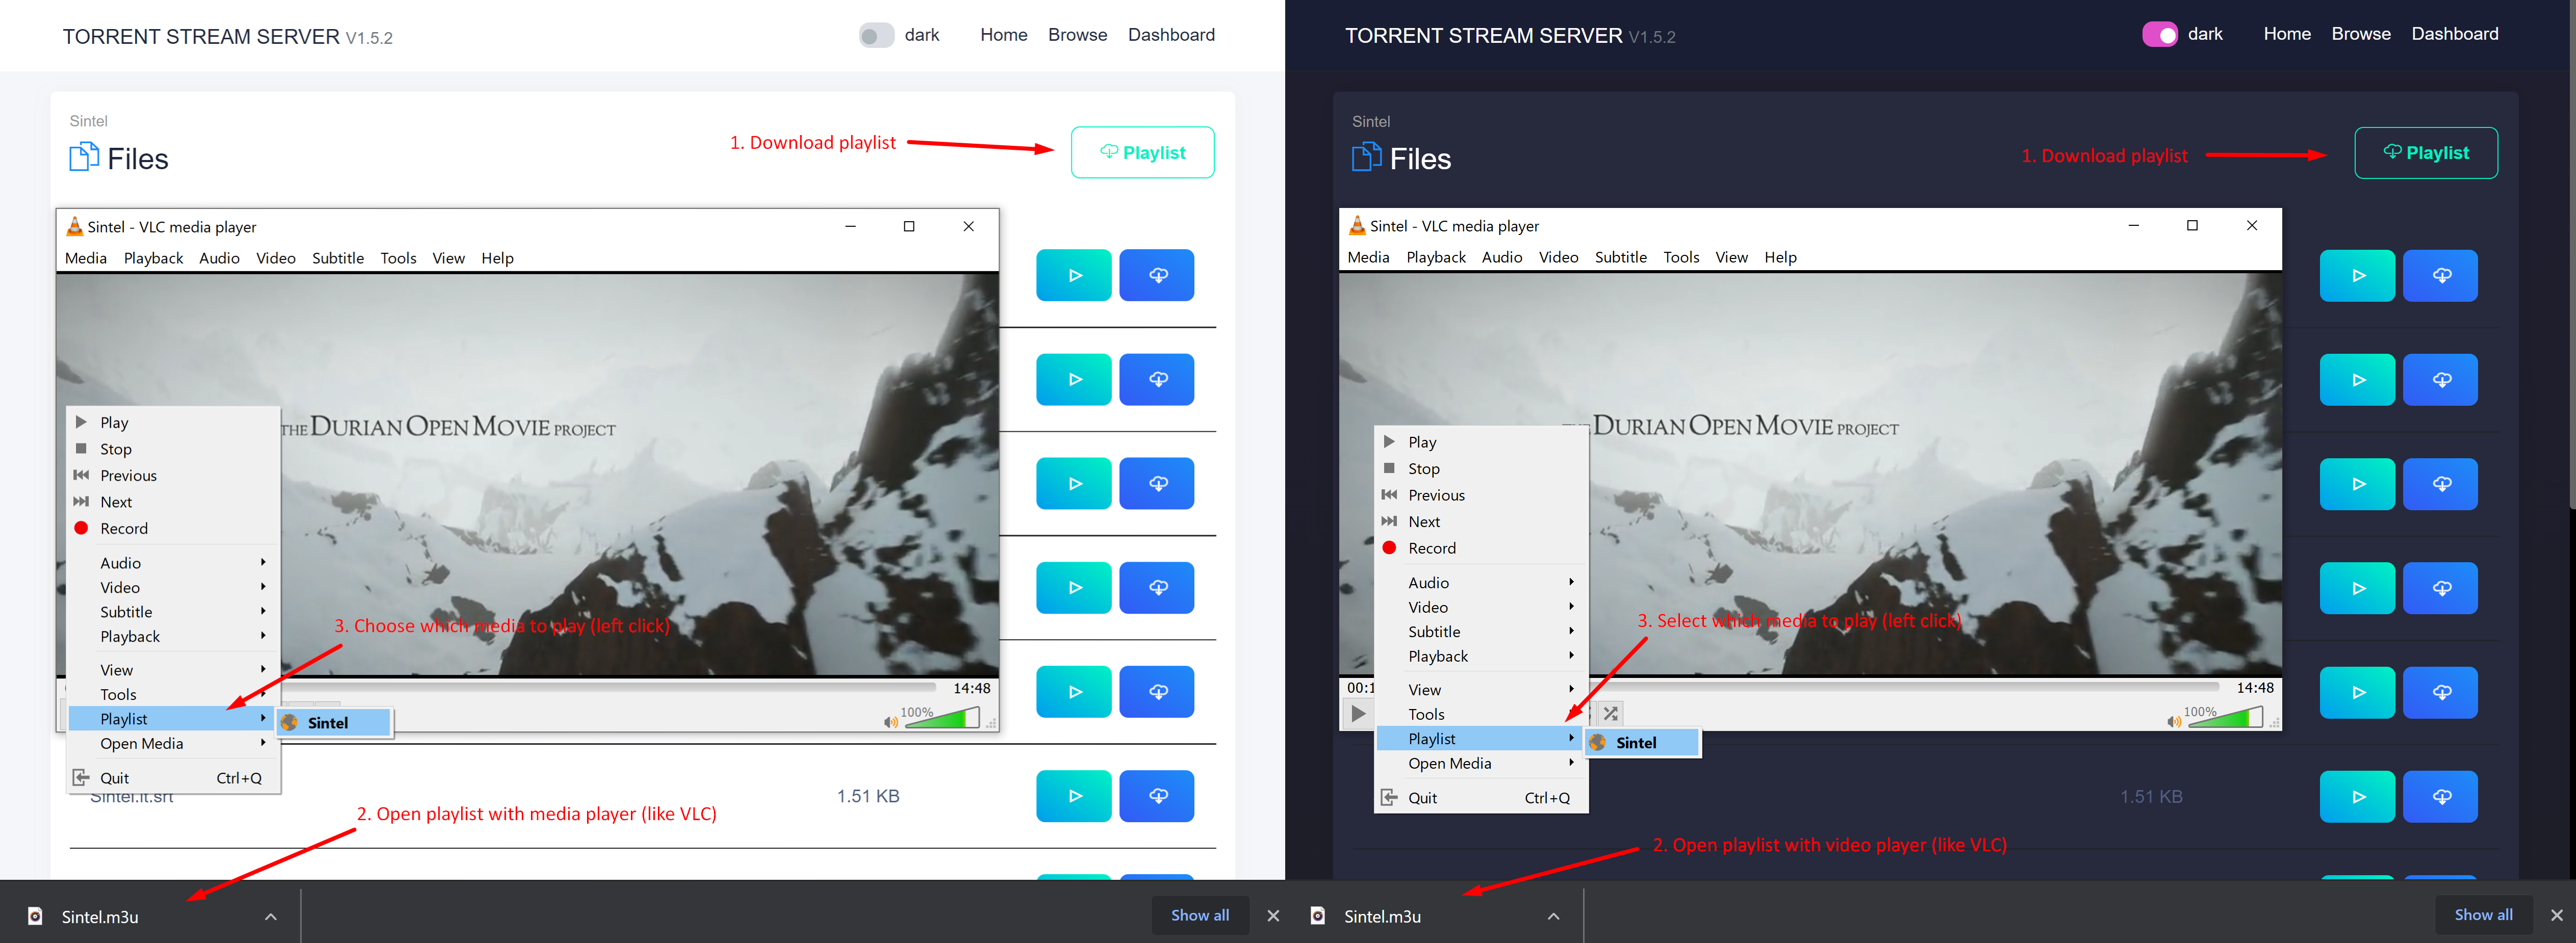 TORRENT STREAM SERVER V1.5.2
dark
Home
Browse
Dashboard
Sintel
Files
1. Download playlist
Playlist
Sintel - VLC media player
Media Playback Audio Video Subtitle Tools View Help
THE DURIAN OPEN MOVIE PROJECT
Play
Stop
Previous
Next
Record
Audio
Video
Subtitle
Playback
3. Choose which media to play (left click)
View
Tools
14:48
Playlist
Sintel
100%
Open Media
Quit Ctrl+Q
Sintel.it.srt
1.51 KB
2. Open playlist with media player (like VLC)
Sintel.m3u
Show all
TORRENT STREAM SERVER V1.5.2
dark
Home
Browse
Dashboard
Sintel
Files
1. Download playlist
Playlist
Sintel - VLC media player
Media Playback Audio Video Subtitle Tools View Help
DURIAN OPEN MOVIE PROJECT
Play
Stop
Previous
Next
Record
Audio
Video
Subtitle
Playback
3. Select which media to play (left click)
View
Tools
00:1
14:48
Playlist
Sintel
100%
Open Media
Quit Ctrl+Q
1.51 KB
2. Open playlist with video player (like VLC)
Sintel.m3u
Show all